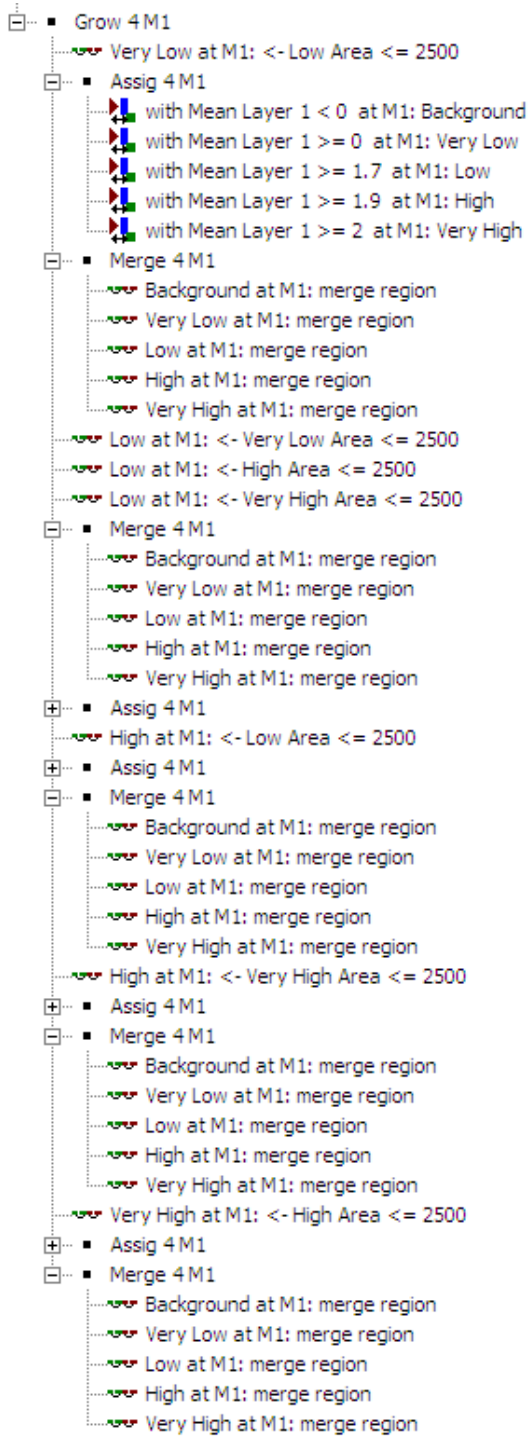 Grow 4 M1
Very Low at M1: <- Low Area <= 2500
Assig 4 M1
with Mean Layer 1 < 0 at M1: Background
with Mean Layer 1 >= 0 at M1: Very Low
with Mean Layer 1 >= 1.7 at M1: Low
with Mean Layer 1 >= 1.9 at M1: High
with Mean Layer 1 >= 2 at M1: Very High
Merge 4 M1
Background at M1: merge region
Very Low at M1: merge region
Low at M1: merge region
High at M1: merge region
Very High at M1: merge region
Low at M1: <- Very Low Area <= 2500
Low at M1: <- High Area <= 2500
Low at M1: <- Very High Area <= 2500
Merge 4 M1
Background at M1: merge region
Very Low at M1: merge region
Low at M1: merge region
High at M1: merge region
Very High at M1: merge region
Assig 4 M1
High at M1: <- Low Area <= 2500
Assig 4 M1
Merge 4 M1
Background at M1: merge region
Very Low at M1: merge region
Low at M1: merge region
High at M1: merge region
Very High at M1: merge region
High at M1: <- Very High Area <= 2500
Assig 4 M1
Merge 4 M1
Background at M1: merge region
Very Low at M1: merge region
Low at M1: merge region
High at M1: merge region
Very High at M1: merge region
Very High at M1: <- High Area <= 2500
Assig 4 M1
Merge 4 M1
Background at M1: merge region
Very Low at M1: merge region
Low at M1: merge region
High at M1: merge region
Very High at M1: merge region